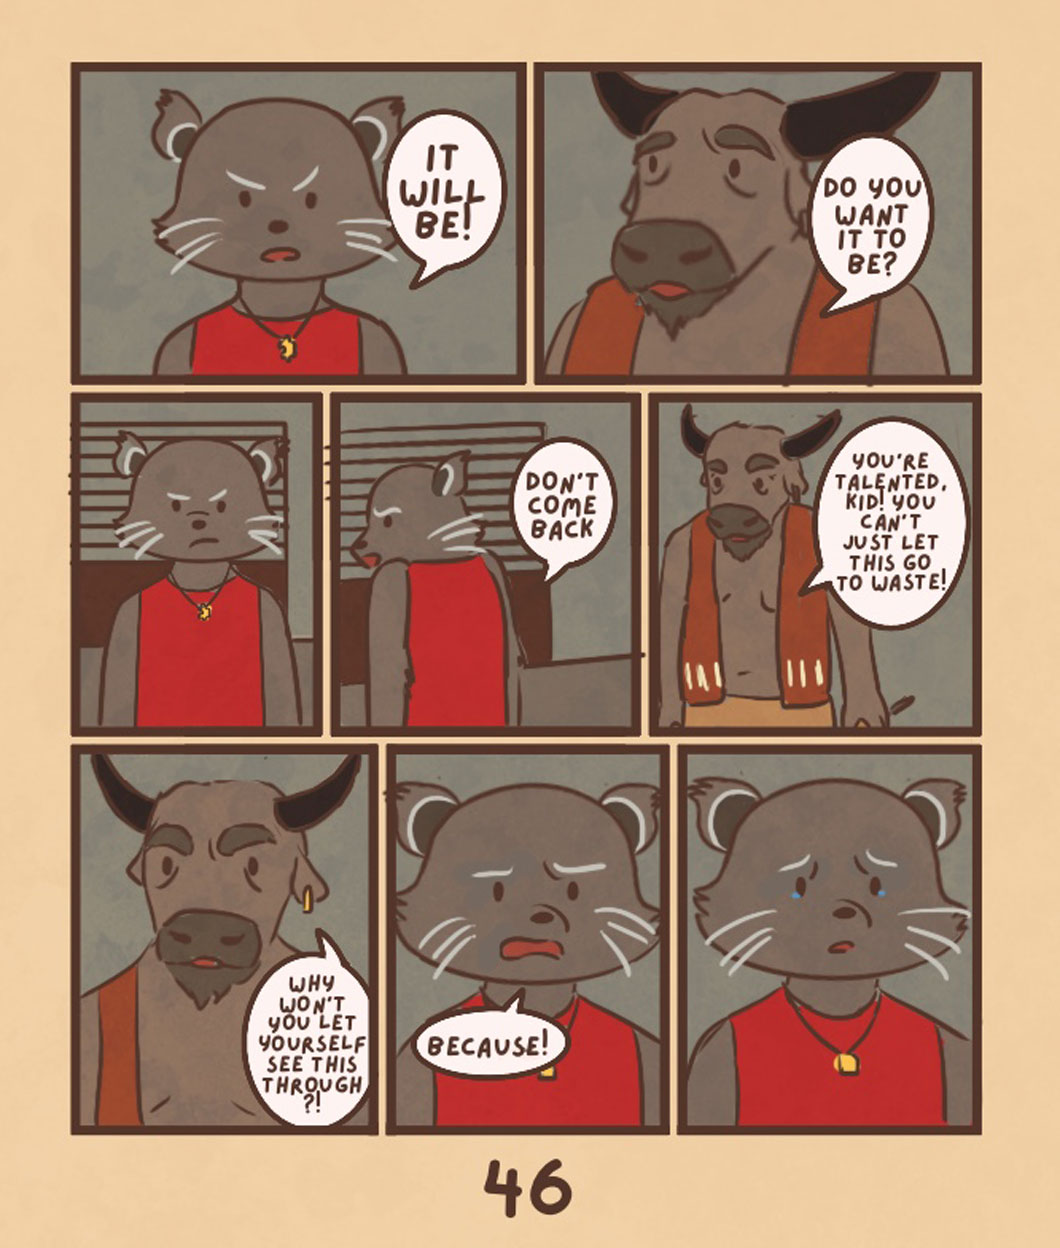 IT
WILL
BE!
DO YOU
WANT
IT TO
BE?
DON'T
COME
BACK
YOU'RE
TALENTED,
KID! YOU
CAN'T
JUST LET
THIS GO
TO WASTE!
WHY
WON'T
YOU LET
YOURSELF
SEE THIS
THROUGH
?!
BECAUSE!
46